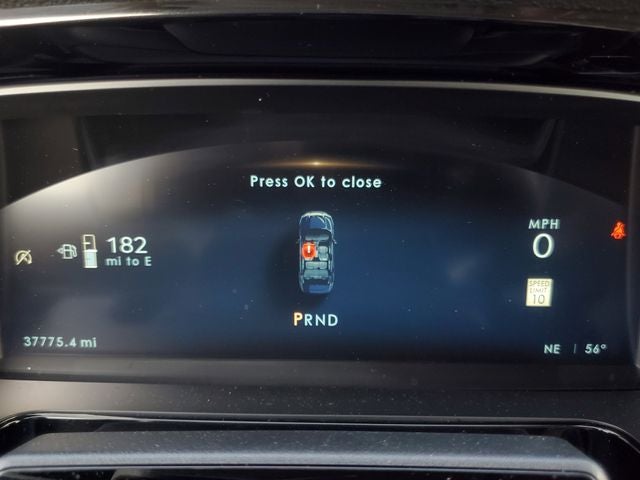 Press OK to close
182
mi to E
MPH
0
SPEED
LIMIT
10
PRND
37775.4 mi
NE
56°